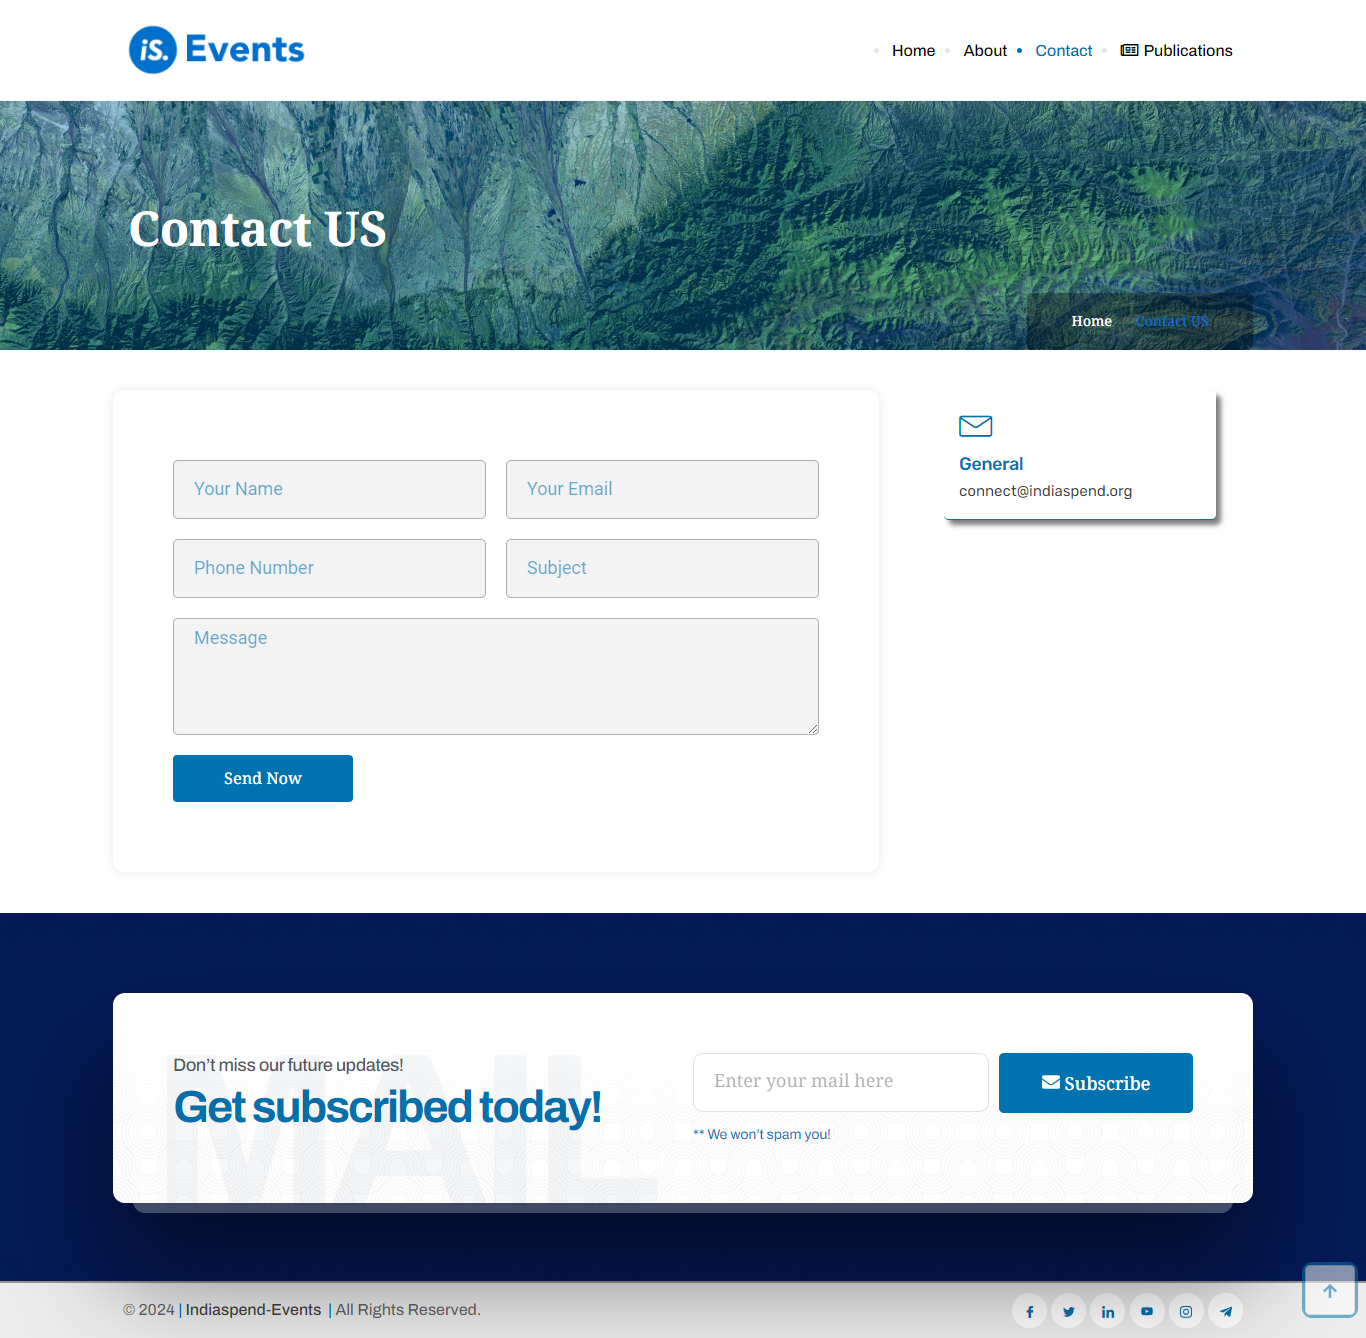 iS. Events
Home About Contact Publications
Contact US
Home Contact US
Your Name Your Email
Phone Number Subject
Message
Send Now
General
connect@indiaspend.org
MAIL
Don't miss our future updates!
Get subscribed today!
Enter your mail here
Subscribe
** We won't spam you!
© 2024 | Indiaspend-Events | All Rights Reserved.